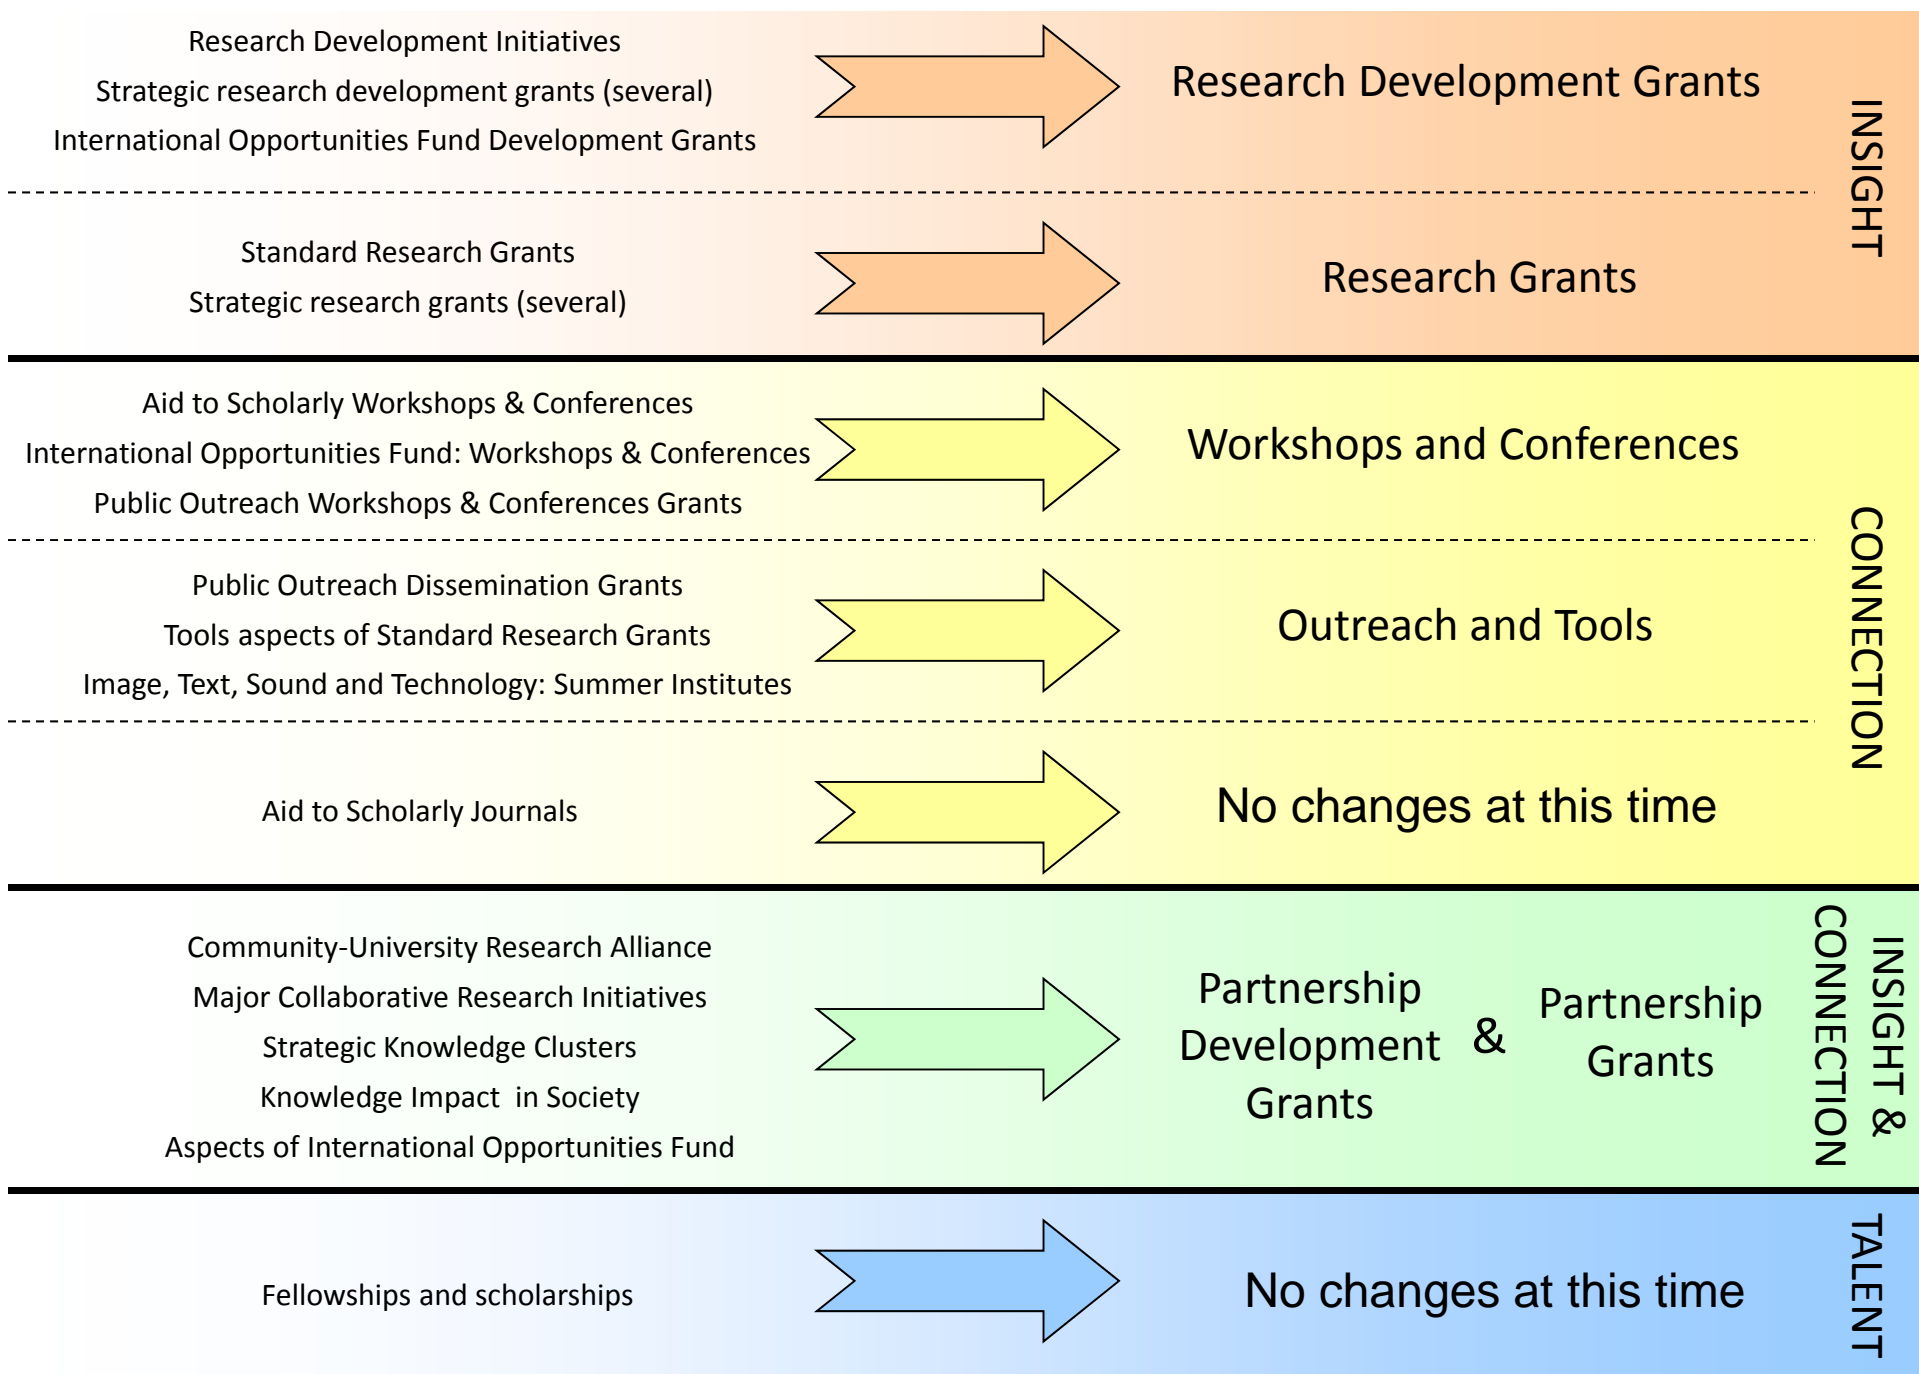 Research Development Initiatives
Strategic research development grants (several)
International Opportunities Fund Development Grants
Research Development Grants
Standard Research Grants
Strategic research grants (several)
Research Grants
INSIGHT
Aid to Scholarly Workshops & Conferences
International Opportunities Fund: Workshops & Conferences
Public Outreach Workshops & Conferences Grants
Workshops and Conferences
Public Outreach Dissemination Grants
Tools aspects of Standard Research Grants
Image, Text, Sound and Technology: Summer Institutes
Outreach and Tools
Aid to Scholarly Journals
No changes at this time
CONNECTION
Community-University Research Alliance
Major Collaborative Research Initiatives
Strategic Knowledge Clusters
Knowledge Impact  in Society
Aspects of International Opportunities Fund
Partnership
Development
Grants
&
Partnership
Grants
INSIGHT &
CONNECTION
Fellowships and scholarships
No changes at this time
TALENT